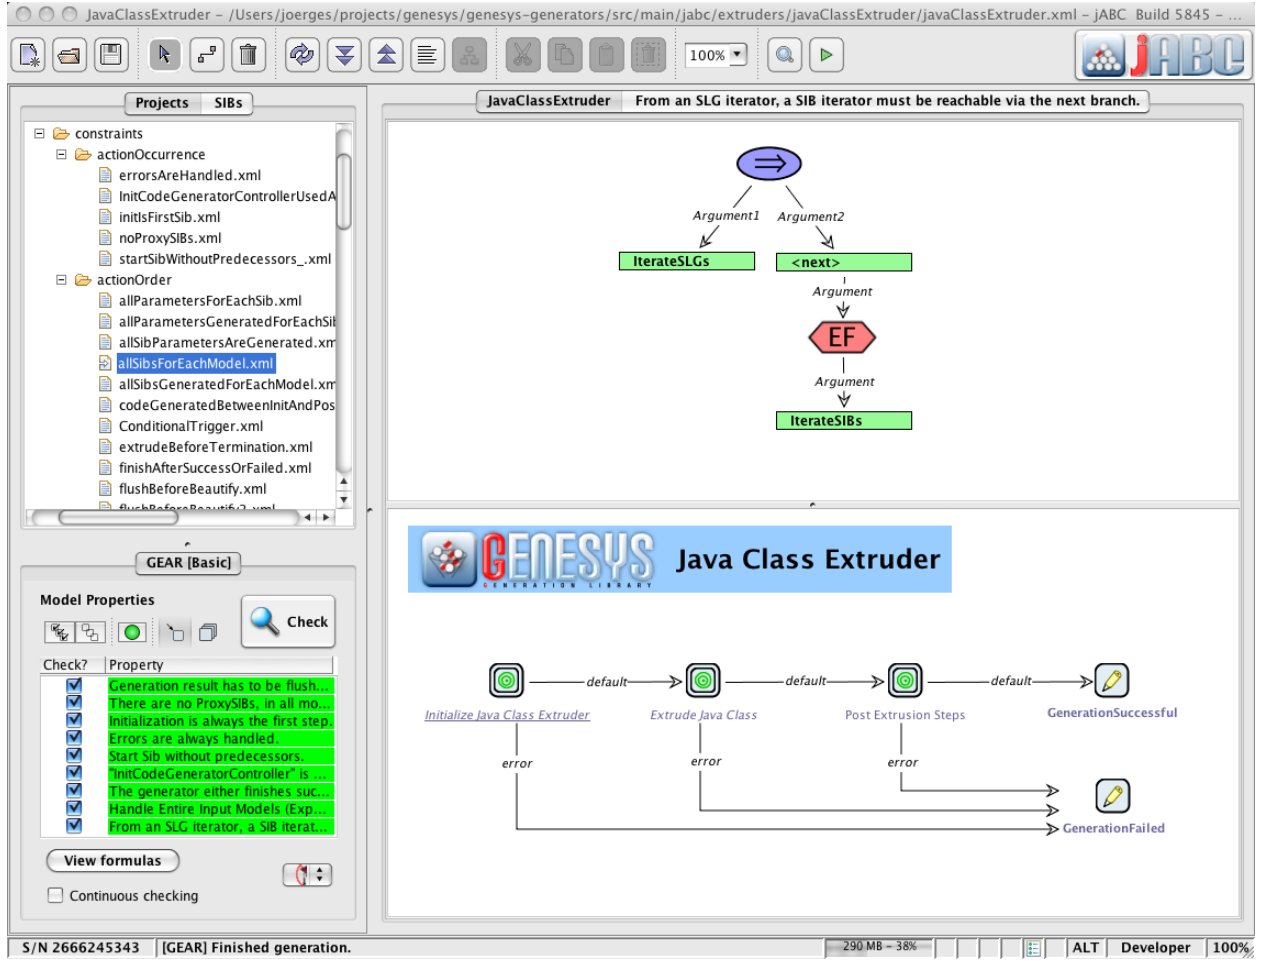 JavaClassExtruder – /Users/joerges/projects/genesys/genesys-generators/src/main/jabc/extruders/javaClassExtruder/javaClassExtruder.xml – jABC Build 5845 – ...
100%
jABC
Projects SIBs
constraints
actionOccurrence
errorsAreHandled.xml
InitCodeGeneratorControllerUsedA
initIsFirstSib.xml
noProxySIBs.xml
startSibWithoutPredecessors_.xml
actionOrder
allParametersForEachSib.xml
allParametersGeneratedForEachSib
allSibParametersAreGenerated.xm
allSibsForEachModel.xml
allSibsGeneratedForEachModel.xm
codeGeneratedBetweenInitAndPos
ConditionalTrigger.xml
extrudeBeforeTermination.xml
finishAfterSuccessOrFailed.xml
flushBeforeBeautify.xml
flushBeforeBeautify2.xml
GEAR [Basic]
Model Properties
Check
Check? Property
Generation result has to be flush...
There are no ProxySIBs, in all mo...
Initialization is always the first step.
Errors are always handled.
Start Sib without predecessors.
"InitCodeGeneratorController" is ...
The generator either finishes suc...
Handle Entire Input Models (Exp...
From an SLG iterator, a SIB iterat...
View formulas
Continuous checking
JavaClassExtruder From an SLG iterator, a SIB iterator must be reachable via the next branch.
Argument1 Argument2
IterateSLGs <next>
Argument
EF
Argument
IterateSIBs
GENESYS Java Class Extruder
GENERATION LIBRARY
default default default
Initialize Java Class Extruder Extrude Java Class Post Extrusion Steps GenerationSuccessful
error error error
GenerationFailed
S/N 2666245343 [GEAR] Finished generation. 290 MB – 38% ALT Developer 100%